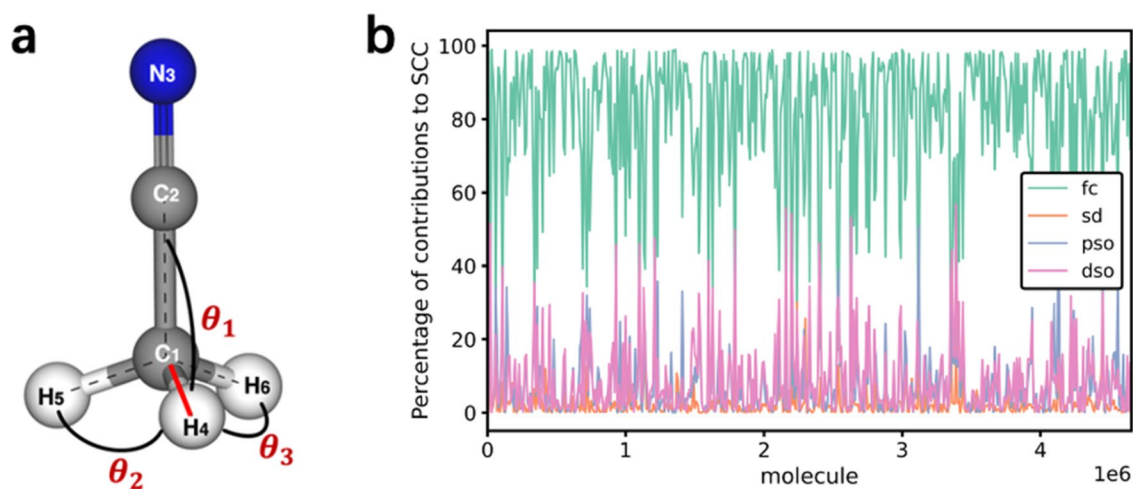 a
N3
C2
θ1
C1
H5
H6
H4
θ3
θ2
b
Percentage of contributions to SCC
100
80
60
40
20
0
fc
sd
pso
dso
0
1
2
3
4
1e6
molecule